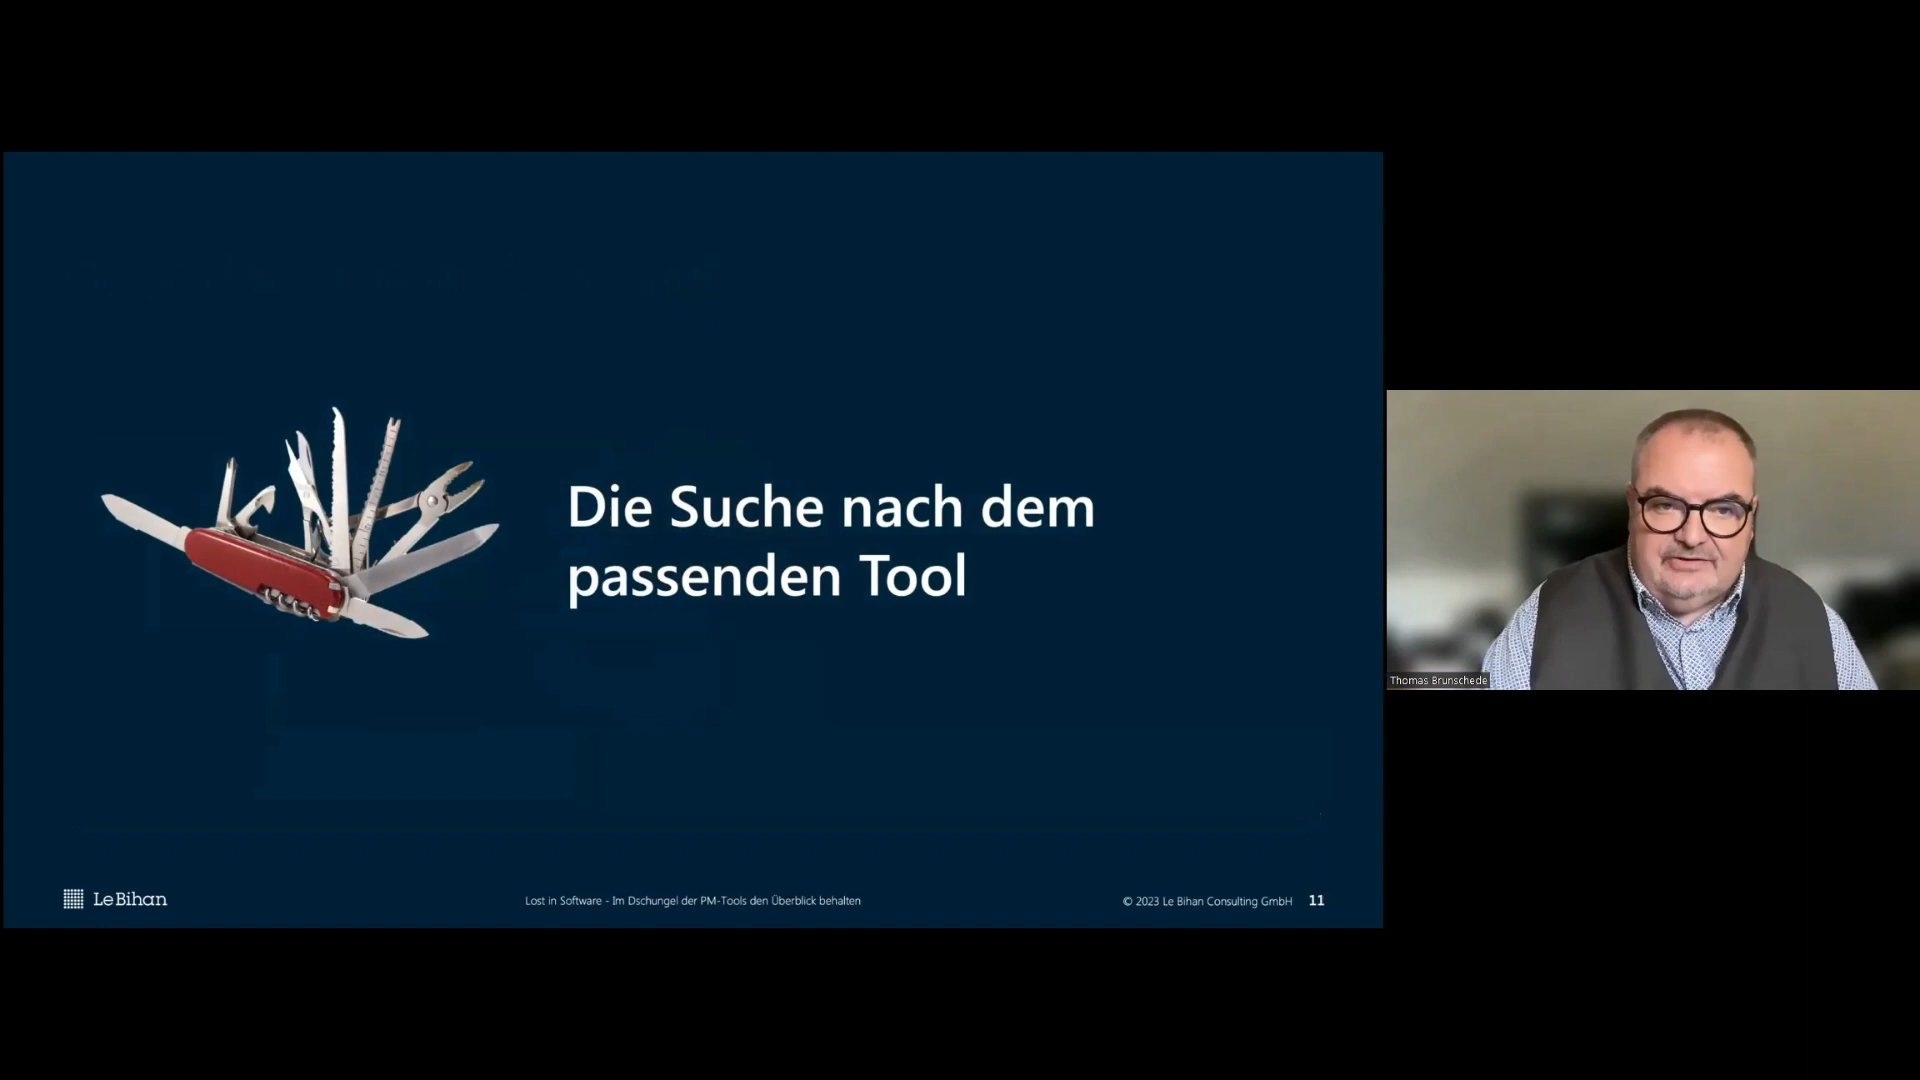 Die Suche nach dem
passenden Tool
Thomas Brunschede
Le Bihan
Lost in Software - Im Dschungel der PM-Tools den Überblick behalten
© 2023 Le Bihan Consulting GmbH 11